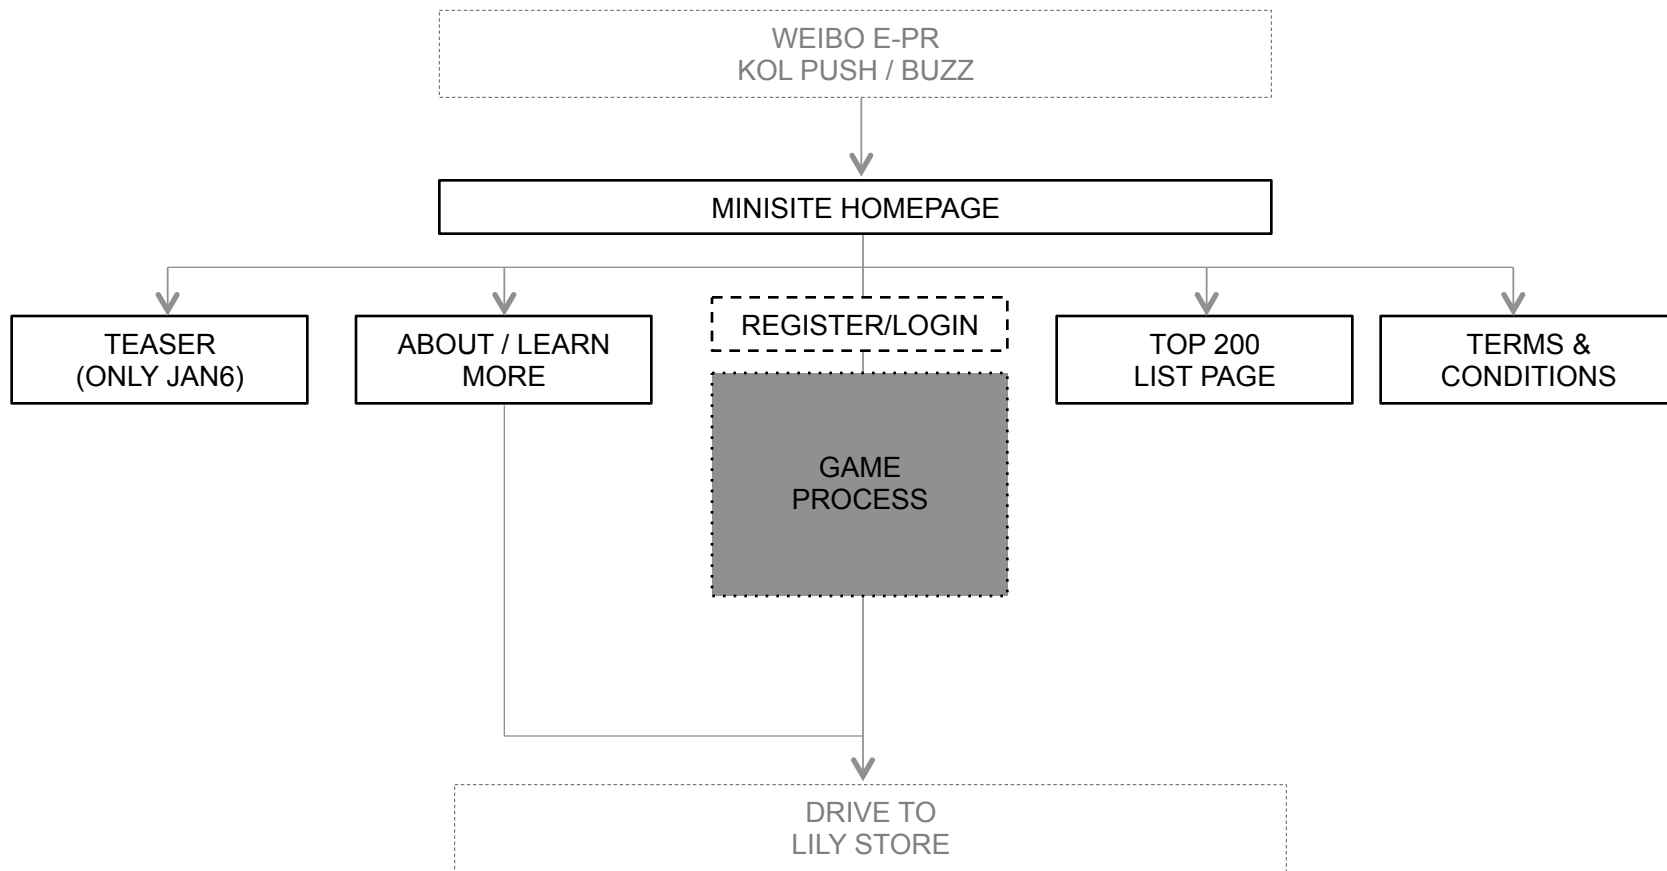 WEIBO E-PR
KOL PUSH / BUZZ
MINISITE HOMEPAGE
TEASER
(ONLY JAN6)
ABOUT / LEARN
MORE
REGISTER/LOGIN
GAME
PROCESS
TOP 200
LIST PAGE
TERMS &
CONDITIONS
DRIVE TO
LILY STORE